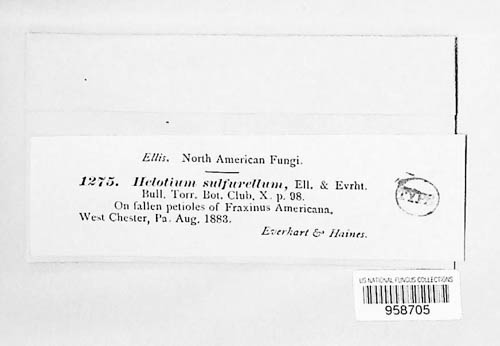 Ellis. North American Fungi.
1275. Helotium sulfurellum, Ell. & Evrht.
Bull. Torr. Bot. Club, X. p. 98.
On fallen petioles of Fraxinus Americana,
West Chester, Pa. Aug. 1883.
Everhart & Haines.
TYPE
US NATIONAL FUNGUS COLLECTIONS
958705